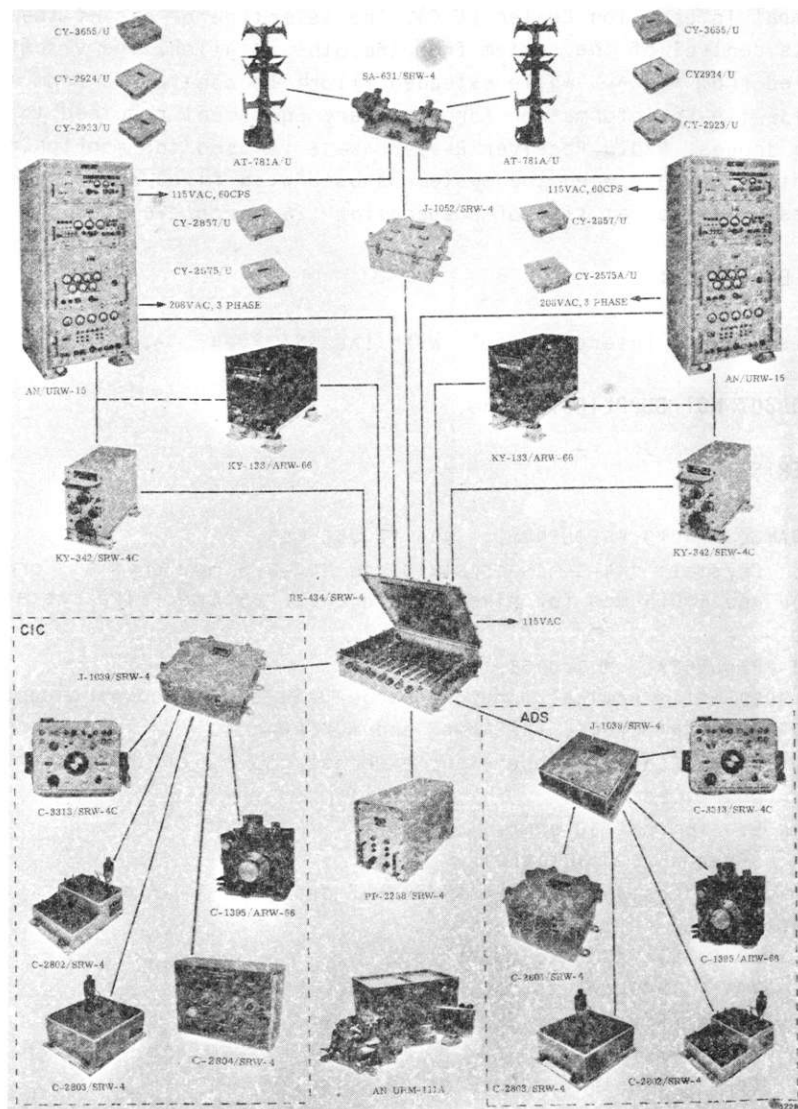 CY-3655/U
CY-3655/U
CY-2924/U
SA-631/SRW-4
CY2924/U
CY-2923/U
CY-2923/U
AT-781A/U
AT-781A/U
115VAC, 60CPS
115VAC, 60CPS
J-1052/SRW-4
CY-2857/U
CY-2857/U
CY-2575/U
CY-2575A/U
208VAC, 3 PHASE
208VAC, 3 PHASE
AN/URW-15
AN/URW-15
KY-133/ARW-66
KY-133/ARW-66
KY-342/SRW-4C
KY-342/SRW-4C
RE-434/SRW-4
115VAC
CIC
J-1039/SRW-4
ADS
J-1038/SRW-4
C-3313/SRW-4C
C-3313/SRW-4C
C-1395/ARW-66
PP-2258/SRW-4
C-2802/SRW-4
C-1395/ARW-66
C-2804/SRW-4
C-2803/SRW-4
C-2803/SRW-4
C-2802/SRW-4